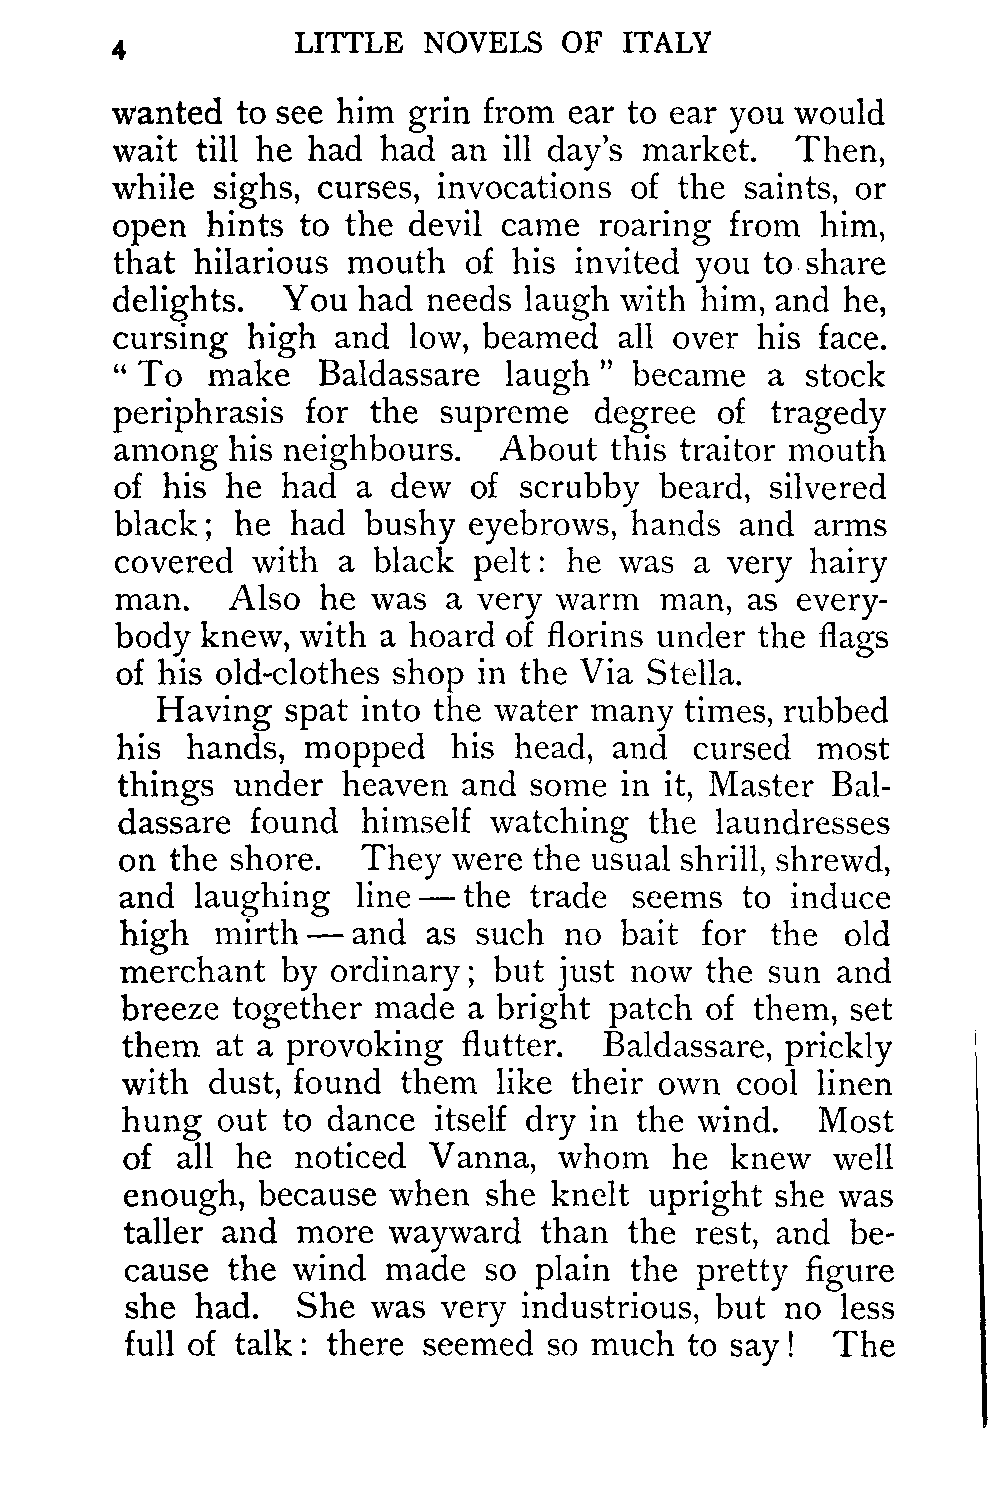 4 LITTLE NOVELS OF ITALY
wanted to see him grin from ear to ear you would
wait till he had had an ill day's market. Then,
while sighs, curses, invocations of the saints, or
open hints to the devil came roaring from him,
that hilarious mouth of his invited you to share
delights. You had needs laugh with him, and he,
cursing high and low, beamed all over his face.
“ To make Baldassare laugh ” became a stock
periphrasis for the supreme degree of tragedy
among his neighbours. About this traitor mouth
of his he had a dew of scrubby beard, silvered
black; he had bushy eyebrows, hands and arms
covered with a black pelt: he was a very hairy
man. Also he was a very warm man, as every-
body knew, with a hoard of florins under the flags
of his old-clothes shop in the Via Stella.
Having spat into the water many times, rubbed
his hands, mopped his head, and cursed most
things under heaven and some in it, Master Bal-
dassare found himself watching the laundresses
on the shore. They were the usual shrill, shrewd,
and laughing line — the trade seems to induce
high mirth — and as such no bait for the old
merchant by ordinary; but just now the sun and
breeze together made a bright patch of them, set
them at a provoking flutter. Baldassare, prickly
with dust, found them like their own cool linen
hung out to dance itself dry in the wind. Most
of all he noticed Vanna, whom he knew well
enough, because when she knelt upright she was
taller and more wayward than the rest, and be-
cause the wind made so plain the pretty figure
she had. She was very industrious, but no less
full of talk: there seemed so much to say! The